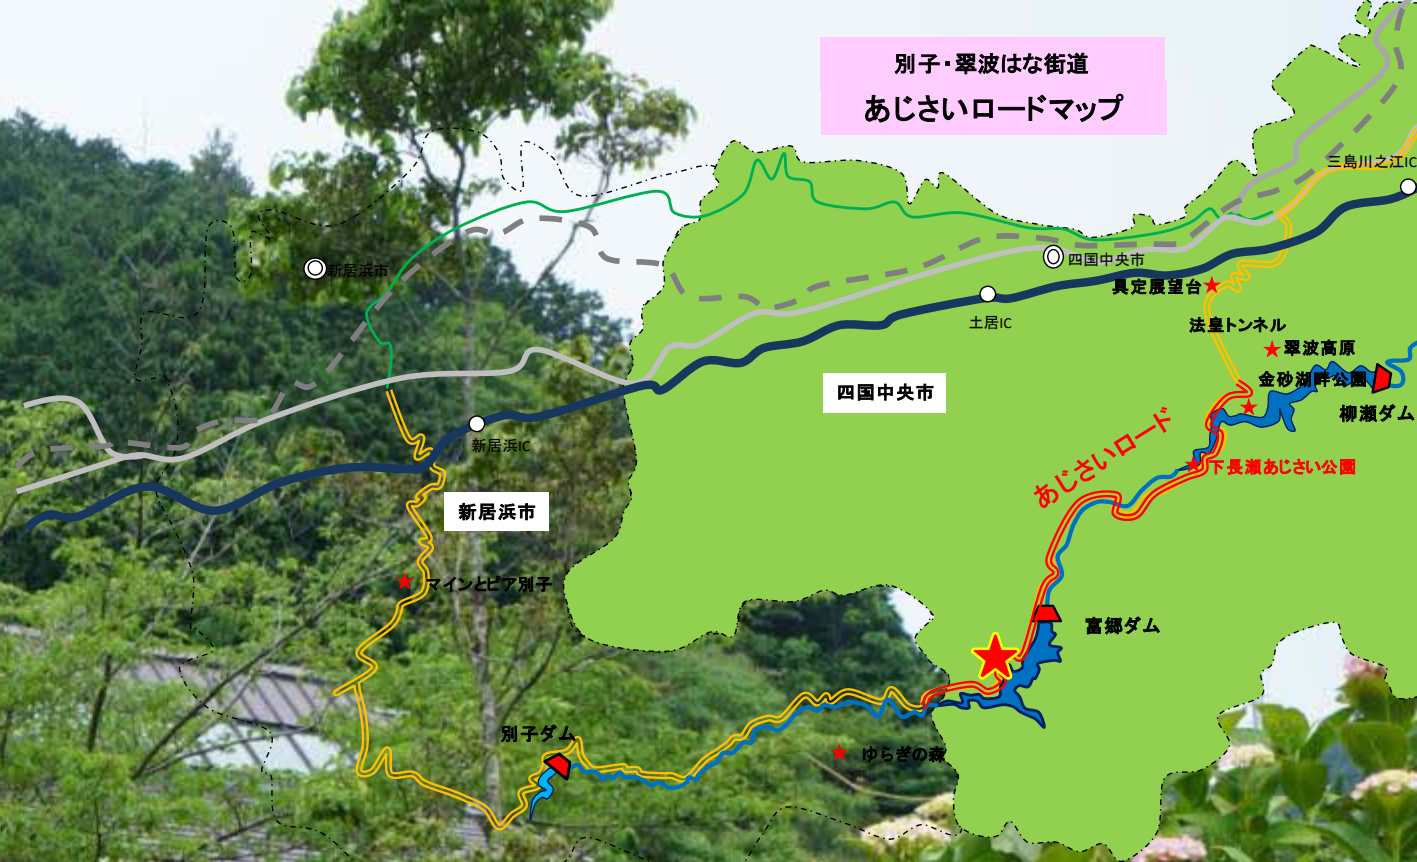 別子・翠波はな街道
あじさいロードマップ
三島川之江IC
新居浜市
四国中央市
具定展望台
土居IC
法皇トンネル
翠波高原
金砂湖畔公園
四国中央市
柳瀬ダム
あじさいロード
新居浜IC
下長瀬あじさい公園
新居浜市
マインとピア別子
富郷ダム
別子ダム
ゆらぎの森